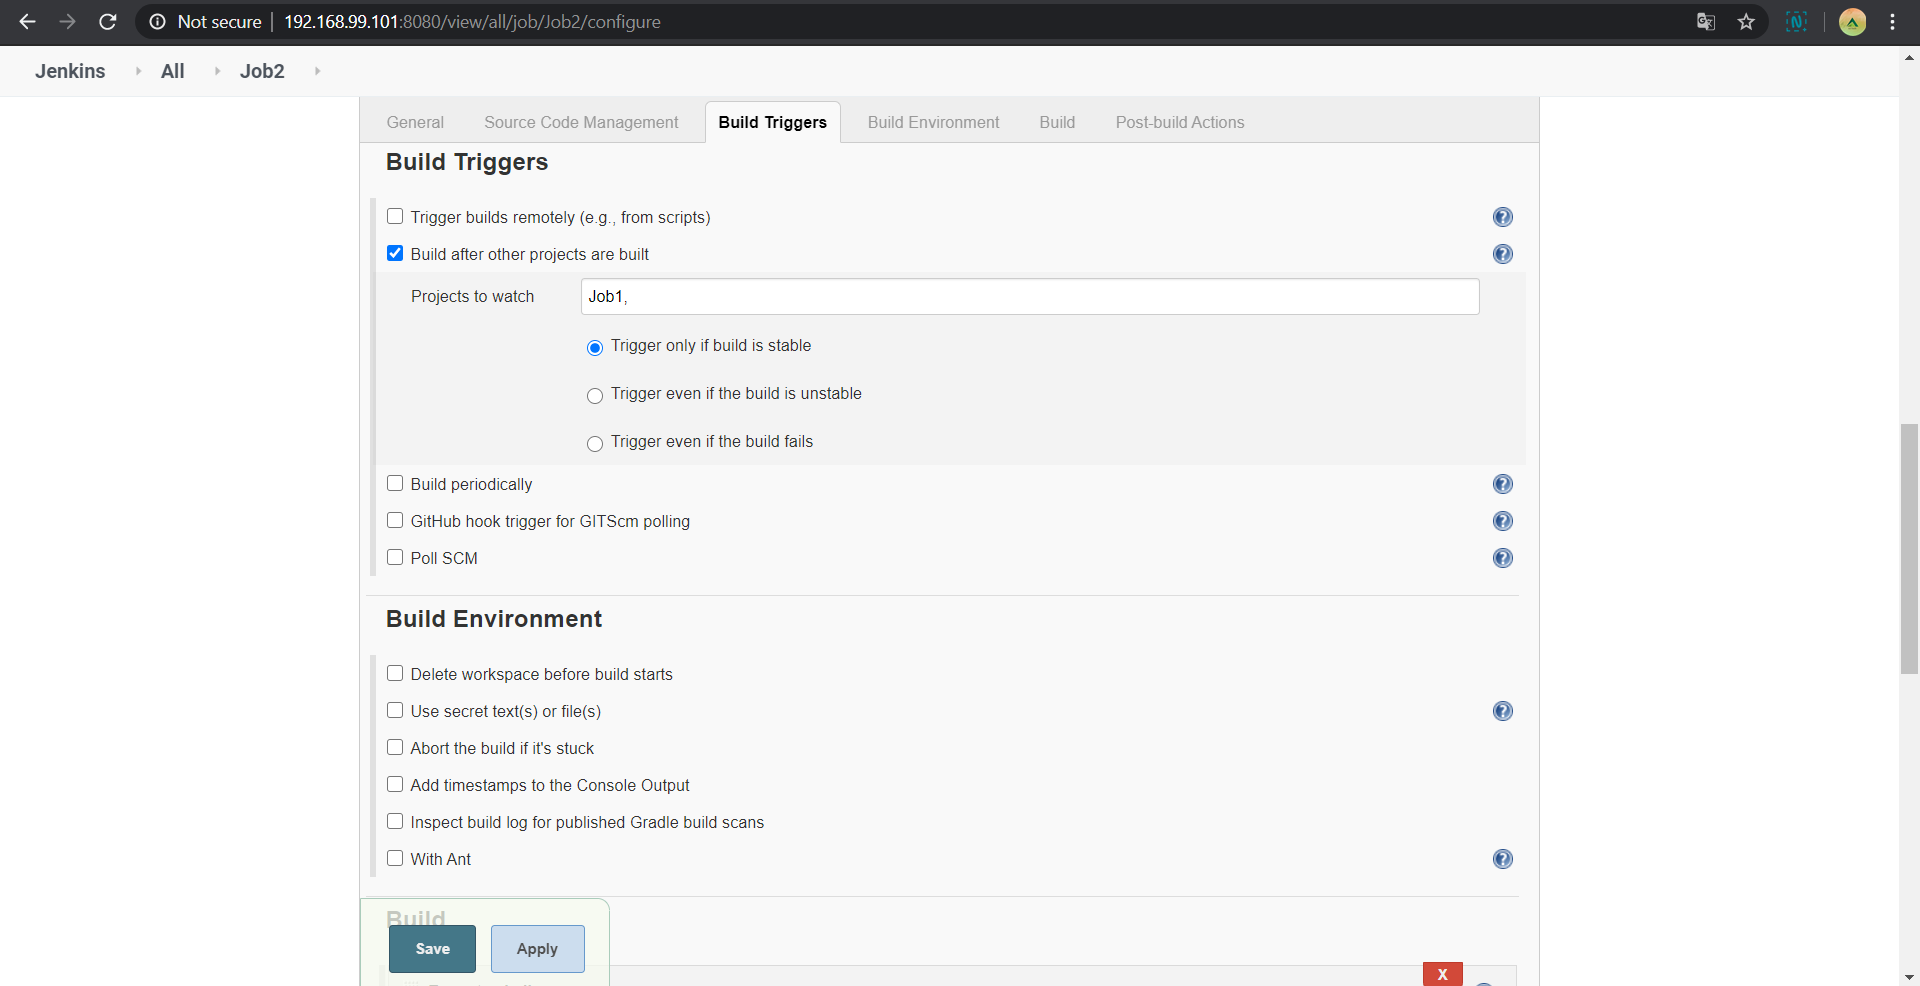 Not secure | 192.168.99.101:8080/view/all/job/Job2/configure
Jenkins All Job2
General Source Code Management Build Triggers Build Environment Build Post-build Actions
Build Triggers
Trigger builds remotely (e.g., from scripts)
Build after other projects are built
Projects to watch Job1,
Trigger only if build is stable
Trigger even if the build is unstable
Trigger even if the build fails
Build periodically
GitHub hook trigger for GITScm polling
Poll SCM
Build Environment
Delete workspace before build starts
Use secret text(s) or file(s)
Abort the build if it's stuck
Add timestamps to the Console Output
Inspect build log for published Gradle build scans
With Ant
Build
Save Apply
X